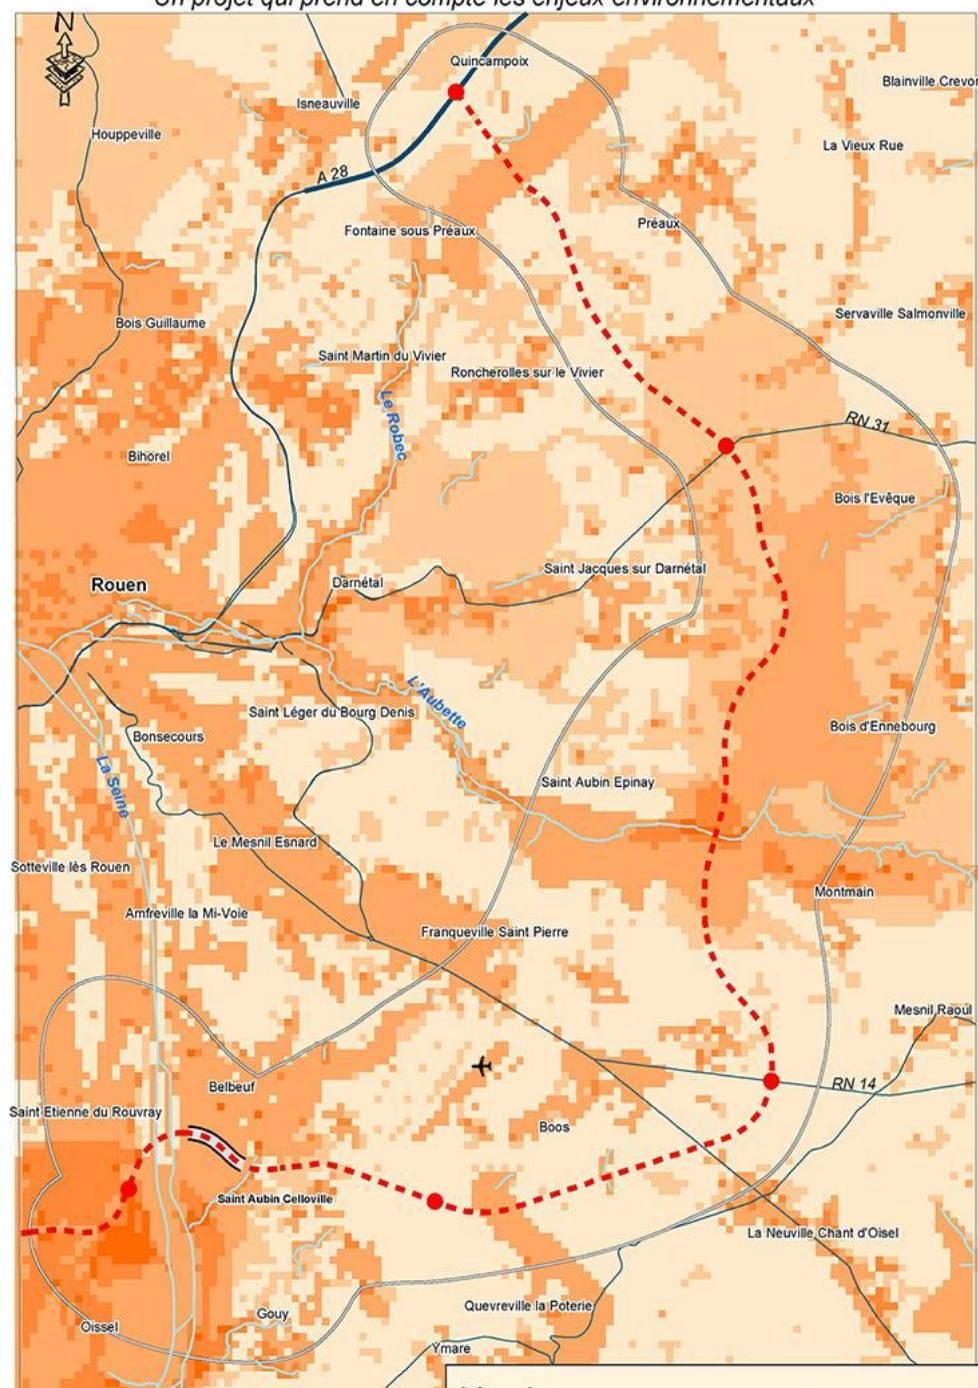 Un projet qui prend en compte les enjeux environnementaux
N
Quincampoix
Blainville Crevon
Isneauville
Houppeville
La Vieux Rue
A 28
Préaux
Fontaine sous Préaux
Servaville Salmonville
Bois Guillaume
Saint Martin du Vivier
Roncherolles sur le Vivier
Le Robec
RN 31
Bihorel
Bois l'Evêque
Saint Jacques sur Darnétal
Rouen
Darnétal
L'Aubette
Saint Léger du Bourg Denis
Bois d'Ennebourg
Bonsecours
La Seine
Saint Aubin Epinay
Le Mesnil Esnard
Sotteville lès Rouen
Montmain
Amfreville la Mi-Voie
Franqueville Saint Pierre
Mesnil Raoul
Belbeuf
RN 14
Saint Etienne du Rouvray
Boos
Saint Aubin Celloville
La Neuville Chant d'Oisel
Quevreville la Poterie
Gouy
Oissel
Ymare